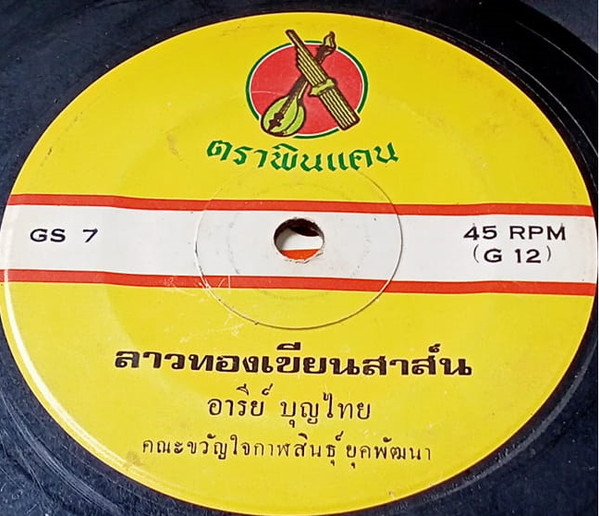 ตราพินแคน
GS 7
45 RPM
(G 12)
ลาวทองเขียนสาส์น
อารีย์ บุญไทย
คณะขวัญใจกาฬสินธุ์ ยุคพัฒนา